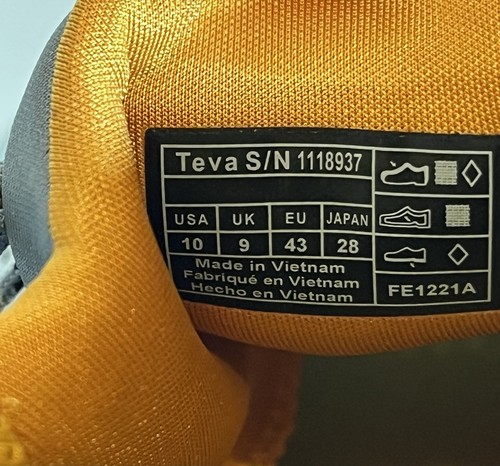 Teva S/N 1118937
USA UK EU JAPAN
10 9 43 28
Made in Vietnam
Fabriqué en Vietnam
Hecho en Vietnam
FE1221A